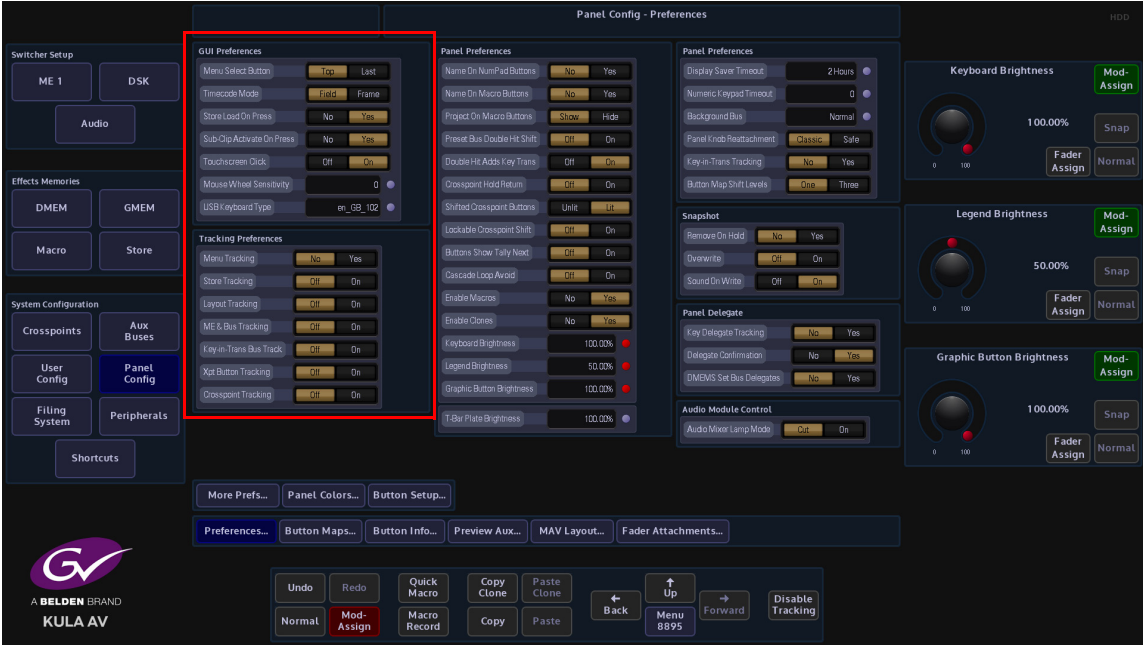 Panel Config - Preferences
HDD
Switcher Setup
ME 1
DSK
Audio
Effects Memories
DMEM
GMEM
Macro
Store
System Configuration
Crosspoints
Aux
Buses
User
Config
Panel
Config
Filing
System
Peripherals
Shortcuts
GUI Preferences
Menu Select Button Top Last
Timecode Mode Field Frame
Store Load On Press No Yes
Sub-Clip Activate On Press No Yes
Touchscreen Click Off On
Mouse Wheel Sensitivity 0
USB Keyboard Type en_GB_102
Tracking Preferences
Menu Tracking No Yes
Store Tracking Off On
Layout Tracking Off On
ME & Bus Tracking Off On
Key-in-Trans Bus Track Off On
Xpt Button Tracking Off On
Crosspoint Tracking Off On
Panel Preferences
Name On NumPad Buttons No Yes
Name On Macro Buttons No Yes
Project On Macro Buttons Show Hide
Preset Bus Double Hit Shift Off On
Double Hit Adds Key Trans Off On
Crosspoint Hold Return Off On
Shifted Crosspoint Buttons Unlit Lit
Lockable Crosspoint Shift Off On
Buttons Show Tally Next Off On
Cascade Loop Avoid Off On
Enable Macros No Yes
Enable Clones No Yes
Keyboard Brightness 100.00%
Legend Brightness 50.00%
Graphic Button Brightness 100.00%
T-Bar Plate Brightness 100.00%
Panel Preferences
Display Saver Timeout 2 Hours
Numeric Keypad Timeout 0
Background Bus Normal
Panel Knob Reattachment Classic Safe
Key-in-Trans Tracking No Yes
Button Map Shift Levels One Three
Snapshot
Remove On Hold No Yes
Overwrite Off On
Sound On Write Off On
Panel Delegate
Key Delegate Tracking No Yes
Delegate Confirmation No Yes
DMEMS Set Bus Delegates No Yes
Audio Module Control
Audio Mixer Lamp Mode Cut On
Keyboard Brightness
Mod-
Assign
100.00%
Snap
0 100
Fader
Assign
Normal
Legend Brightness
Mod-
Assign
50.00%
Snap
0 100
Fader
Assign
Normal
Graphic Button Brightness
Mod-
Assign
100.00%
Snap
0 100
Fader
Assign
Normal
More Prefs... Panel Colors... Button Setup...
Preferences... Button Maps... Button Info... Preview Aux... MAV Layout... Fader Attachments...
GV
A BELDEN BRAND
KULA AV
Undo
Redo
Quick
Macro
Copy
Clone
Paste
Clone
Normal
Mod-
Assign
Macro
Record
Copy
Paste
Back
Up
Menu
8895
Forward
Disable
Tracking